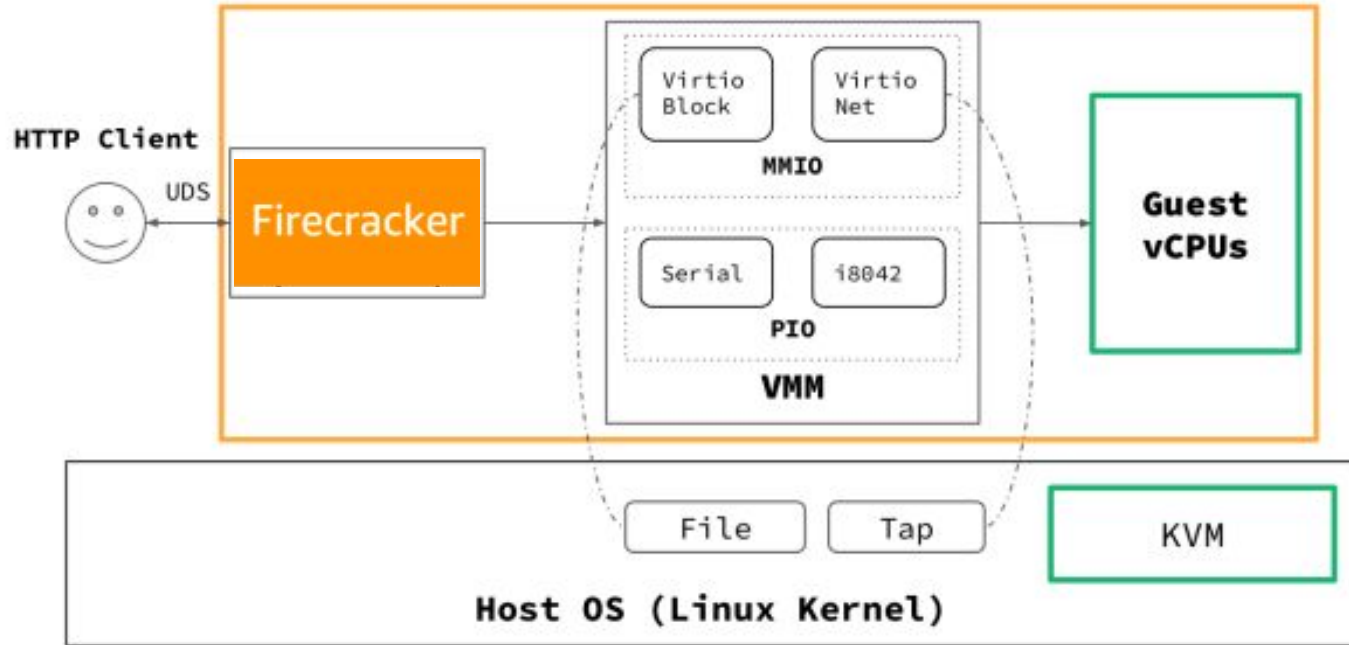 HTTP Client
UDS
Firecracker
Virtio
Block
Virtio
Net
MMIO
Serial
i8042
PIO
VMM
Guest
vCPUs
File
Tap
KVM
Host OS (Linux Kernel)